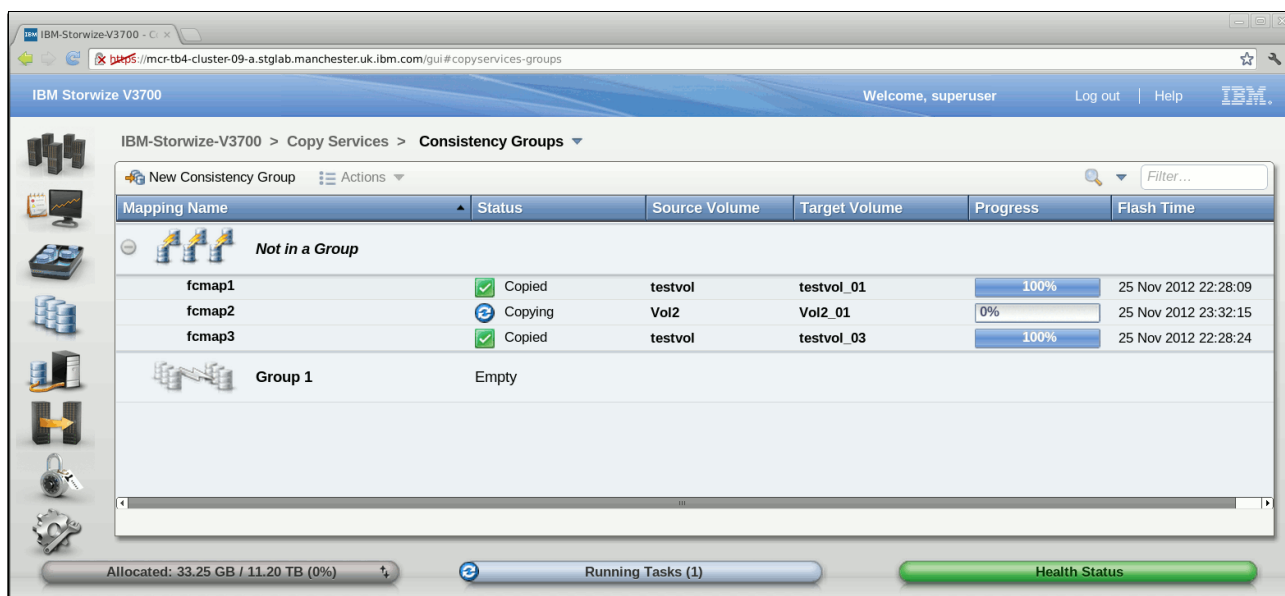 IBM-Storwize-V3700 - Co
https://mcr-tb4-cluster-09-a.stglab.manchester.uk.ibm.com/gui#copyservices-groups
IBM Storwize V3700 Welcome, superuser Log out | Help IBM.
IBM-Storwize-V3700 > Copy Services > Consistency Groups
New Consistency Group Actions Filter...
Mapping Name Status Source Volume Target Volume Progress Flash Time
Not in a Group
fcmap1 Copied testvol testvol_01 100% 25 Nov 2012 22:28:09
fcmap2 Copying Vol2 Vol2_01 0% 25 Nov 2012 23:32:15
fcmap3 Copied testvol testvol_03 100% 25 Nov 2012 22:28:24
Group 1 Empty
Allocated: 33.25 GB / 11.20 TB (0%) Running Tasks (1) Health Status